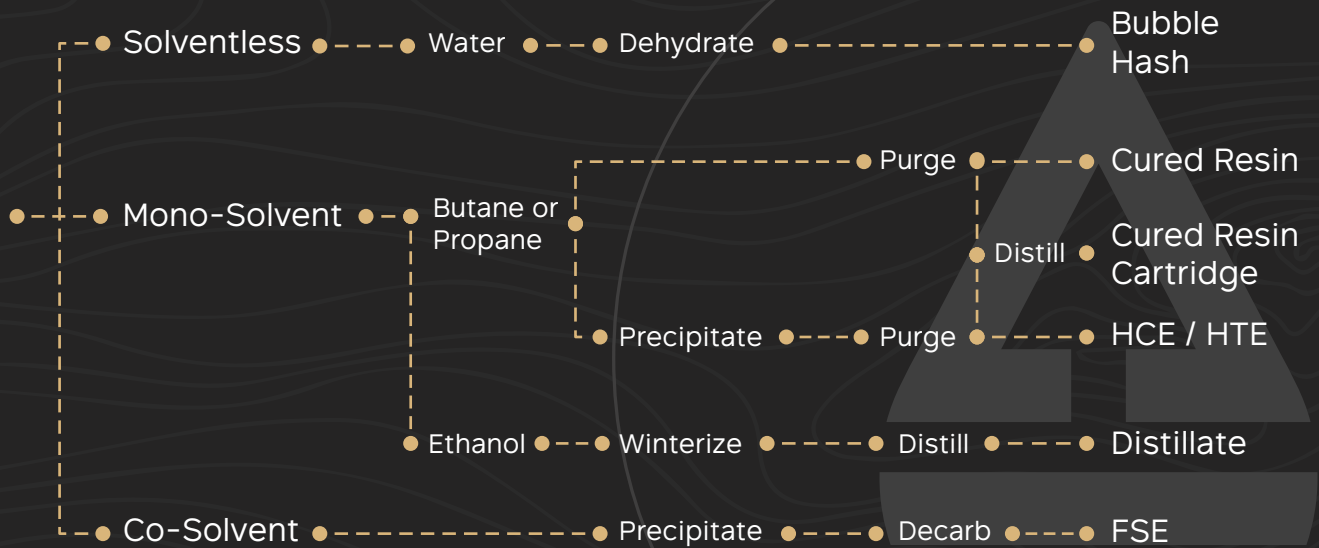 Solventless Water Dehydrate Bubble
Hash
Purge Cured Resin
Mono-Solvent Butane or
Propane
Distill Cured Resin
Cartridge
Precipitate Purge HCE / HTE
Ethanol Winterize Distill Distillate
Co-Solvent Precipitate Decarb FSE